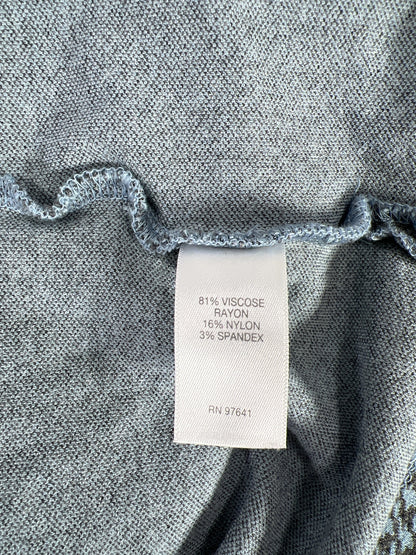 81% VISCOSE
RAYON
16% NYLON
3% SPANDEX
RN 97641